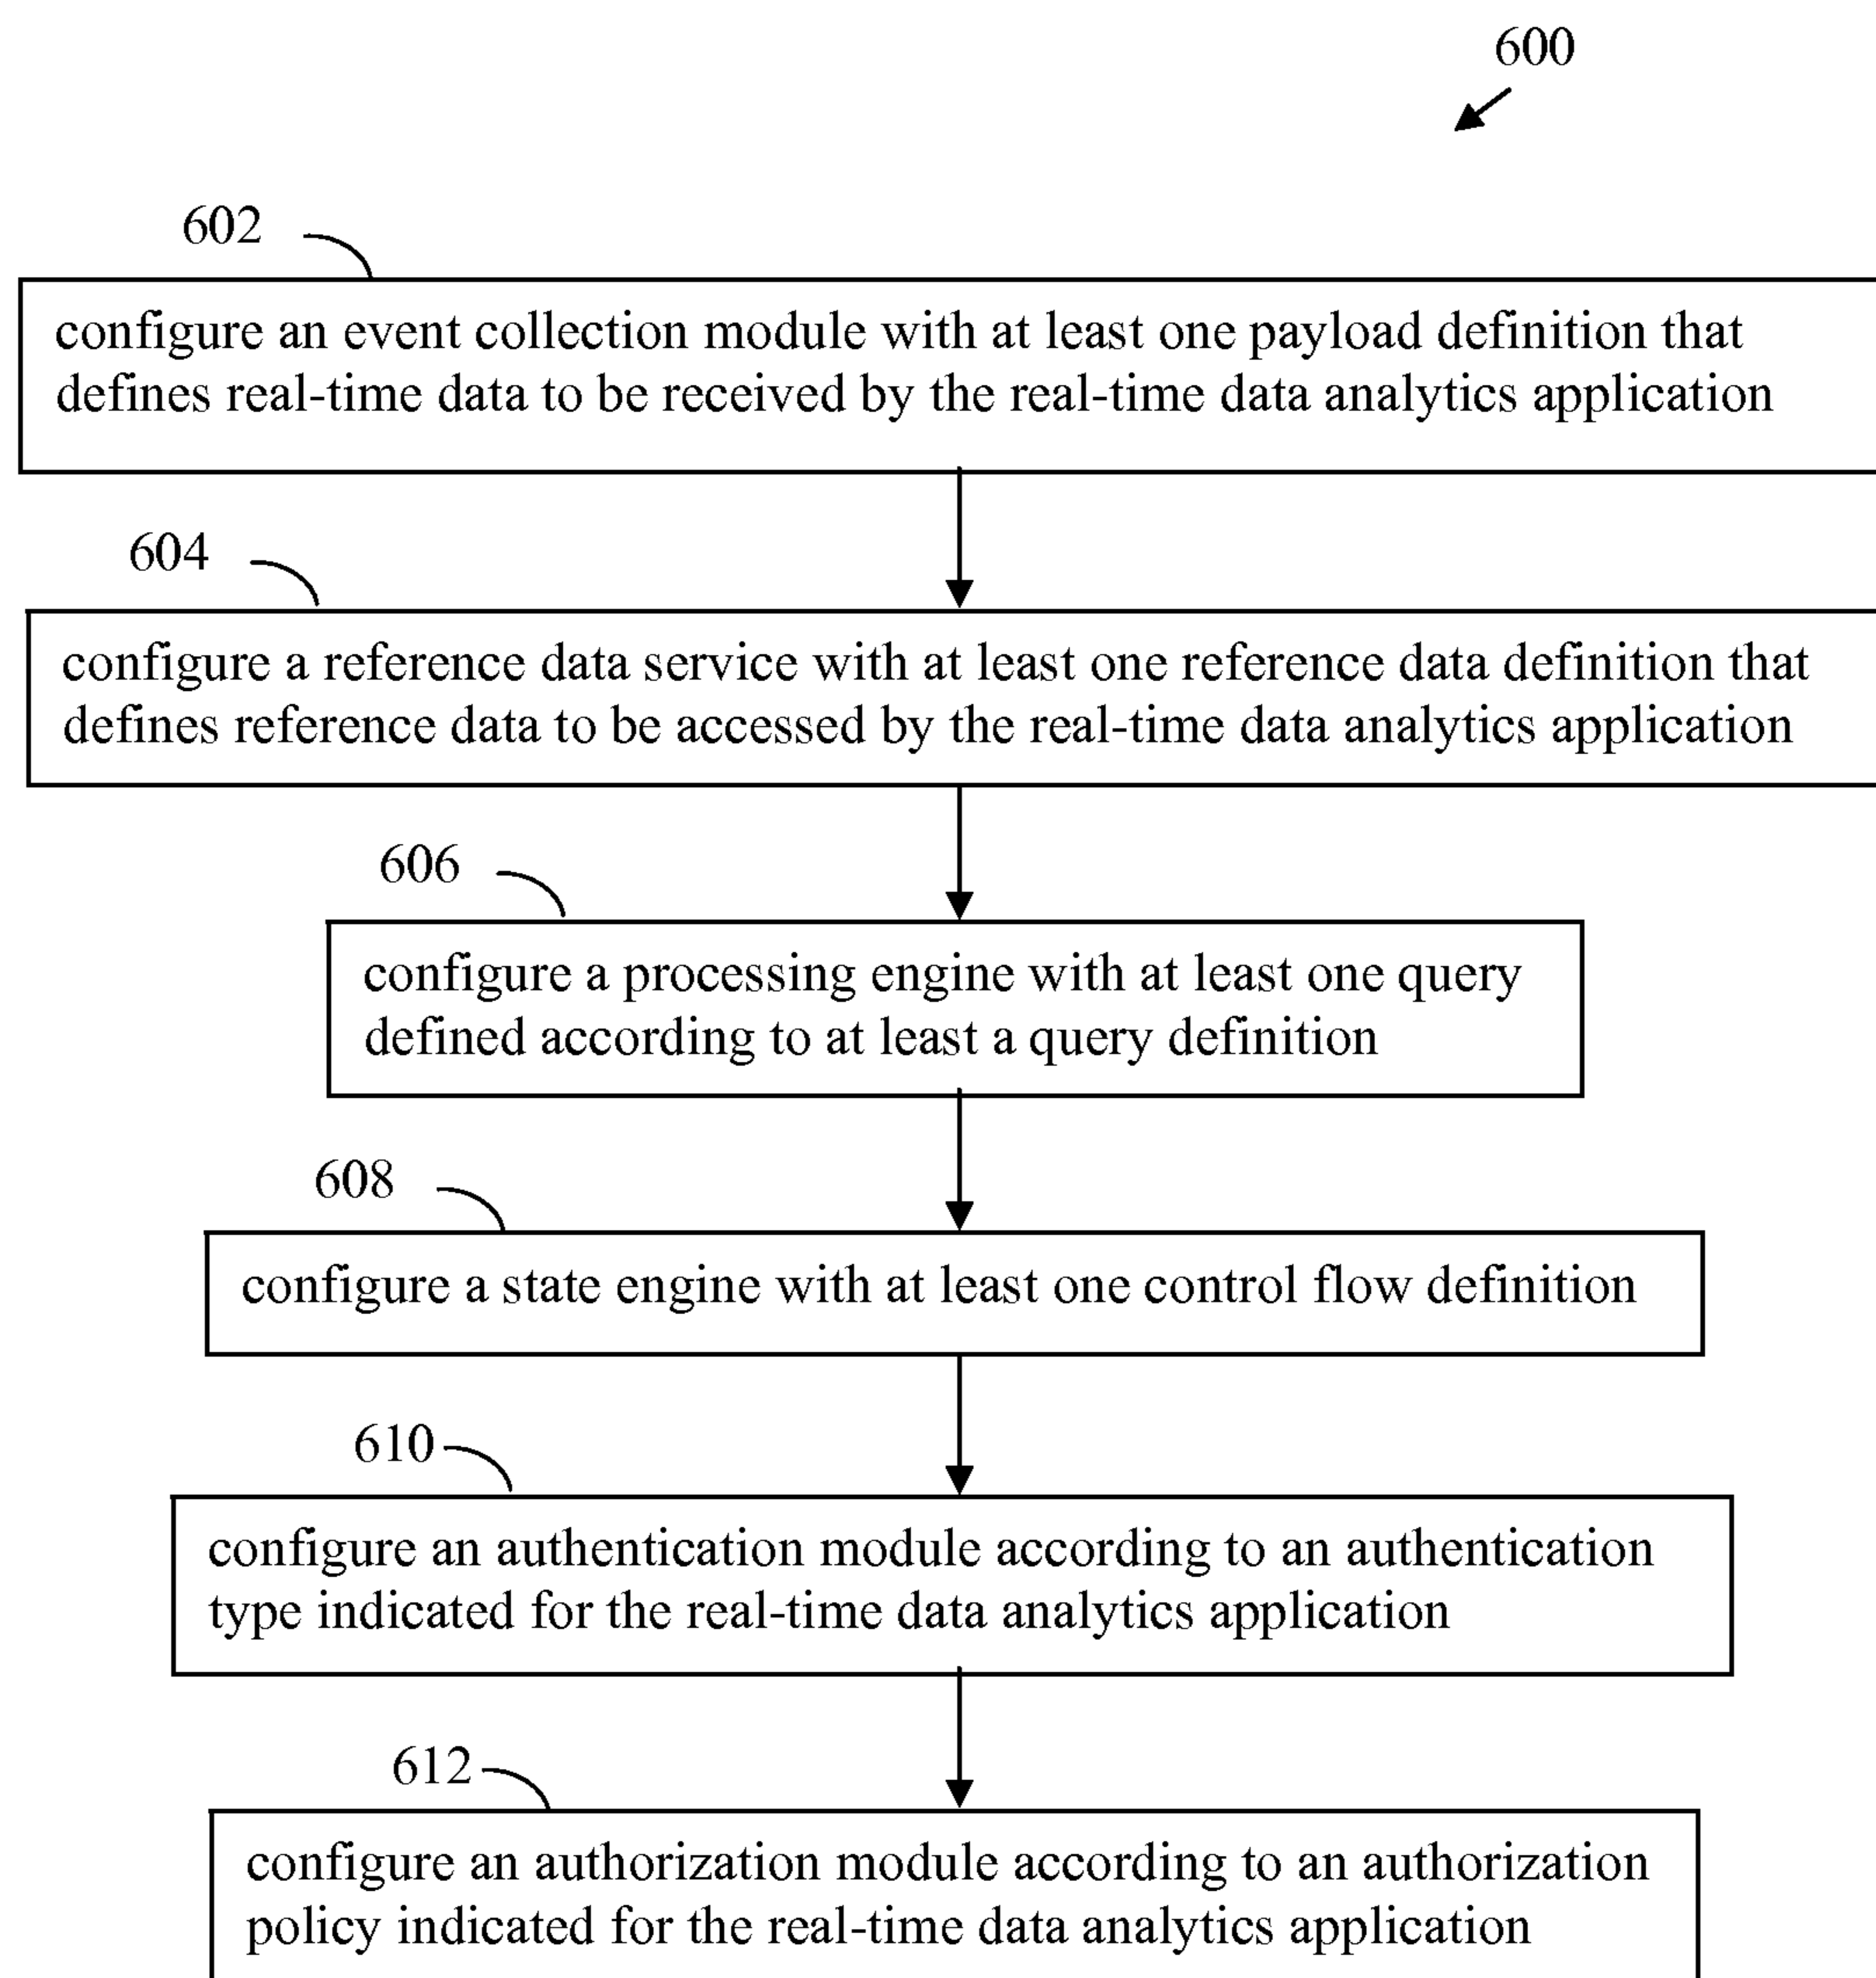 600
602
configure an event collection module with at least one payload definition that
defines real-time data to be received by the real-time data analytics application
604
configure a reference data service with at least one reference data definition that
defines reference data to be accessed by the real-time data analytics application
606
configure a processing engine with at least one query
defined according to at least a query definition
608
configure a state engine with at least one control flow definition
610
configure an authentication module according to an authentication
type indicated for the real-time data analytics application
612
configure an authorization module according to an authorization
policy indicated for the real-time data analytics application